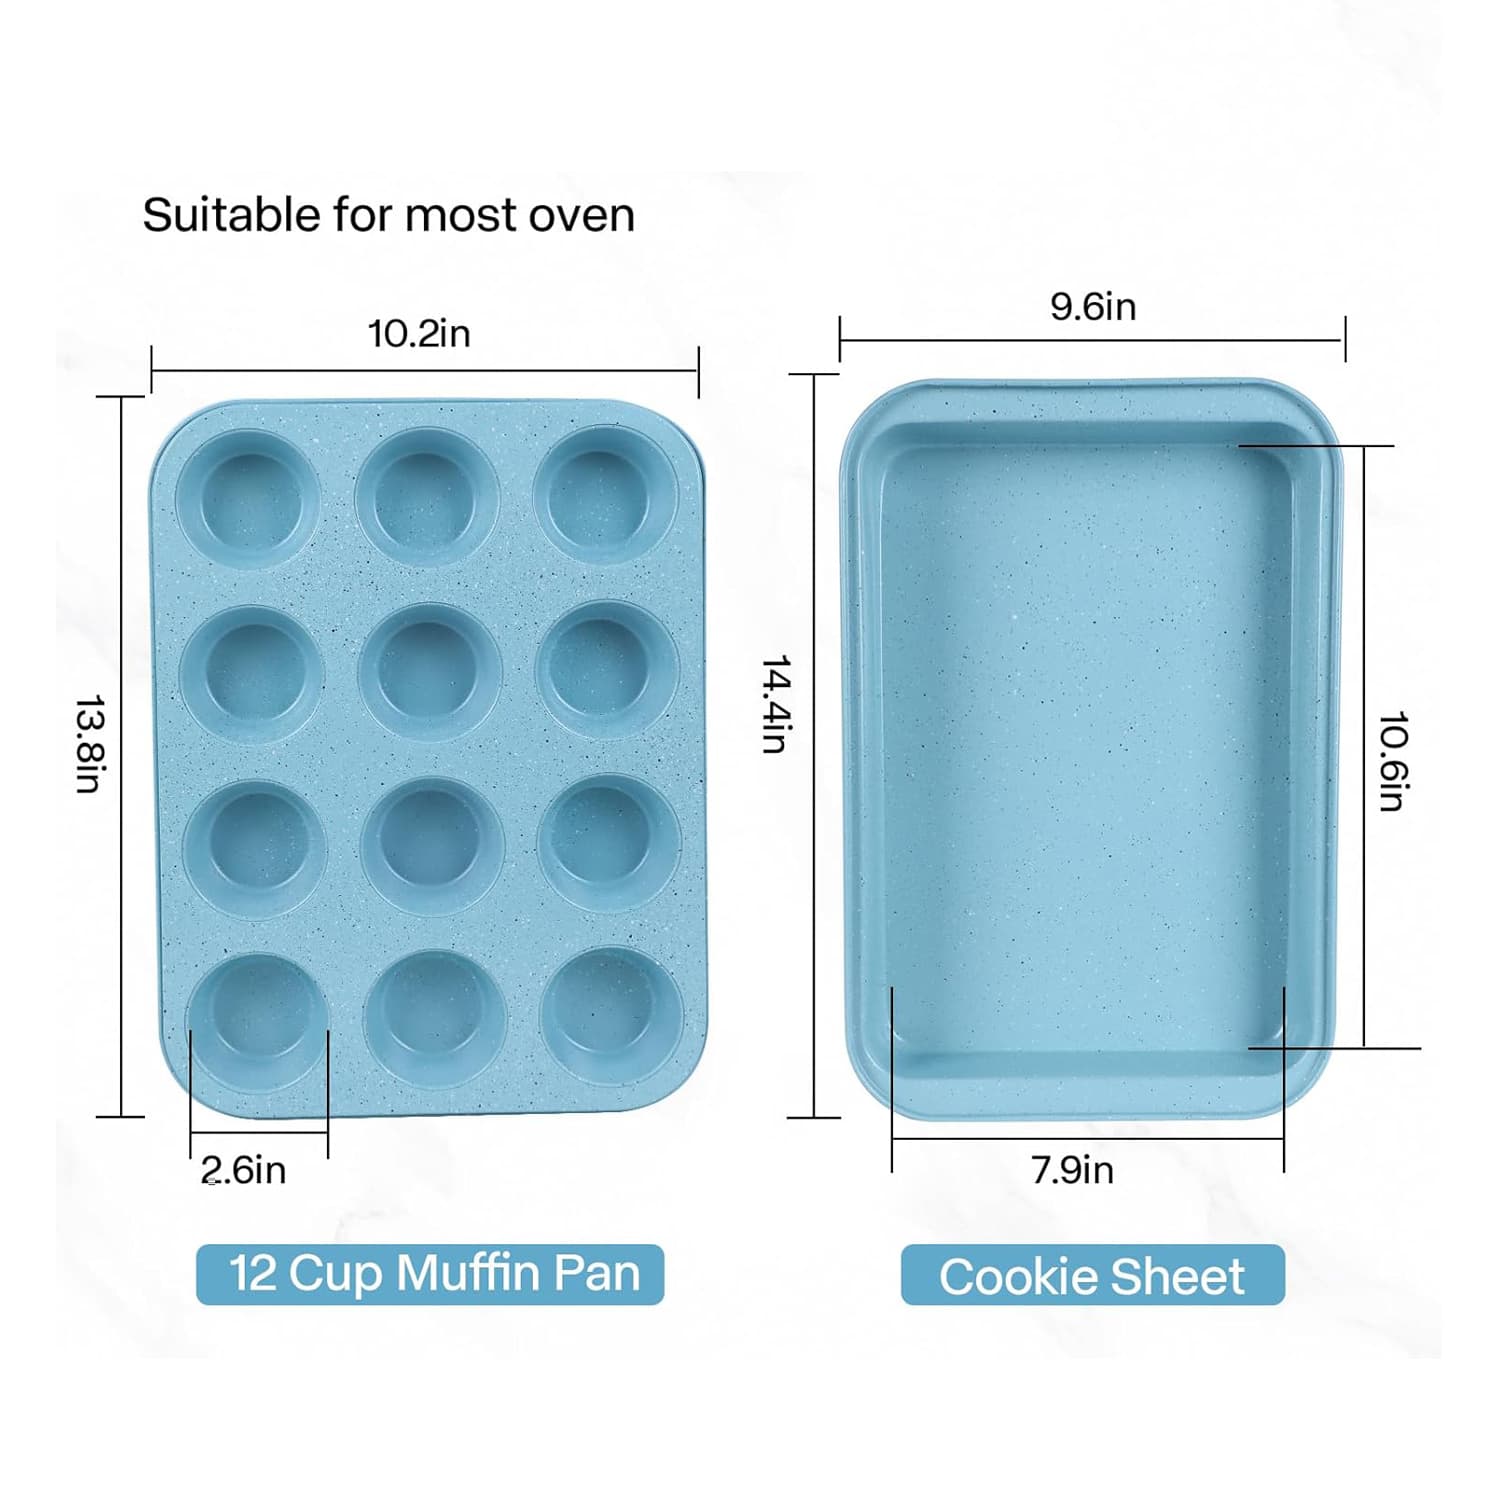 Suitable for most oven
10.2in
9.6in
13.8in
14.4in
10.6in
2.6in
7.9in
12 Cup Muffin Pan
Cookie Sheet